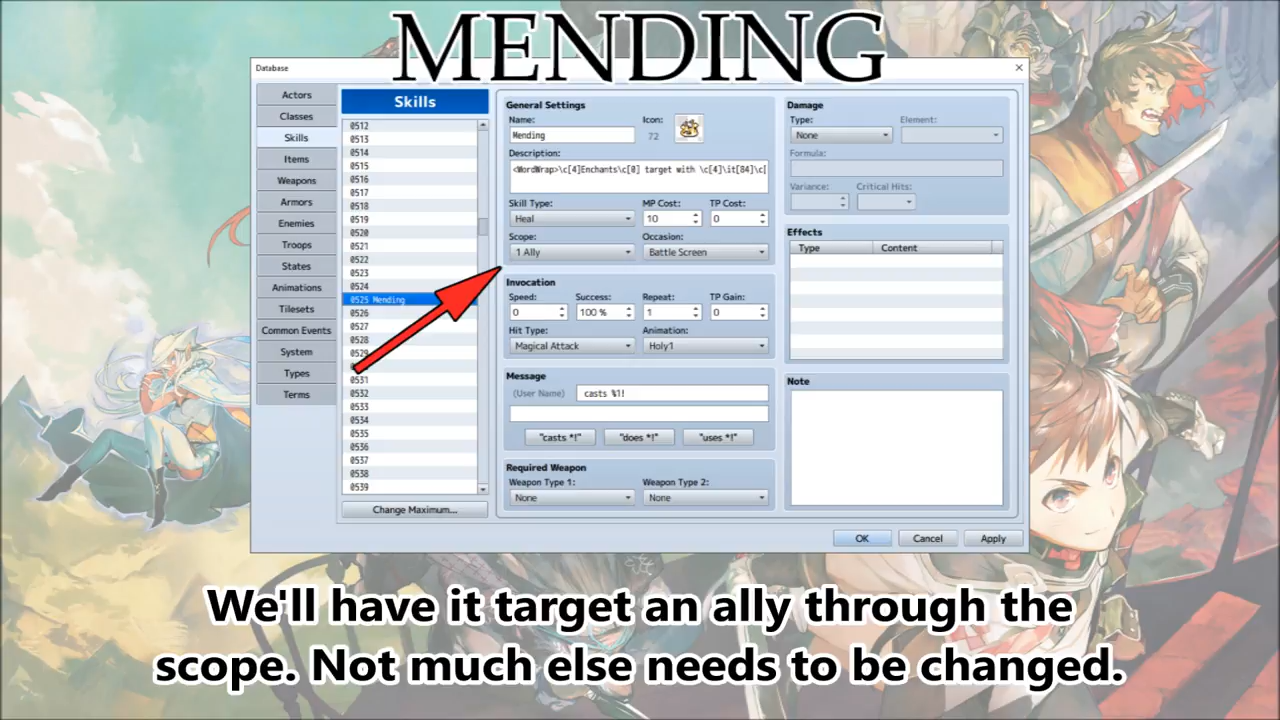 MENDING
Database
Actors
Classes
Skills
Items
Weapons
Armors
Enemies
Troops
States
Animations
Tilesets
Common Events
System
Types
Terms
Skills
0512
0513
0514
0515
0516
0517
0518
0519
0520
0521
0522
0523
0524
0525 Mending
0526
0527
0528
0529
0531
0532
0533
0534
0535
0536
0537
0538
0539
Change Maximum...
General Settings
Name: Icon:
Mending 72
Description:
<WordWrap>\c[4]Enchants\c[0] target with \c[4]\it[84]\c[
Skill Type: MP Cost: TP Cost:
Heal 10 0
Scope: Occasion:
1 Ally Battle Screen
Invocation
Speed: Success: Repeat: TP Gain:
0 100 % 1 0
Hit Type: Animation:
Magical Attack Holy1
Message
(User Name) casts %1!
"casts *!" "does *!" "uses *!"
Required Weapon
Weapon Type 1: Weapon Type 2:
None None
Damage
Type: Element:
None
Formula:
Variance: Critical Hits:
Effects
Type Content
Note
OK Cancel Apply
We'll have it target an ally through the
scope. Not much else needs to be changed.